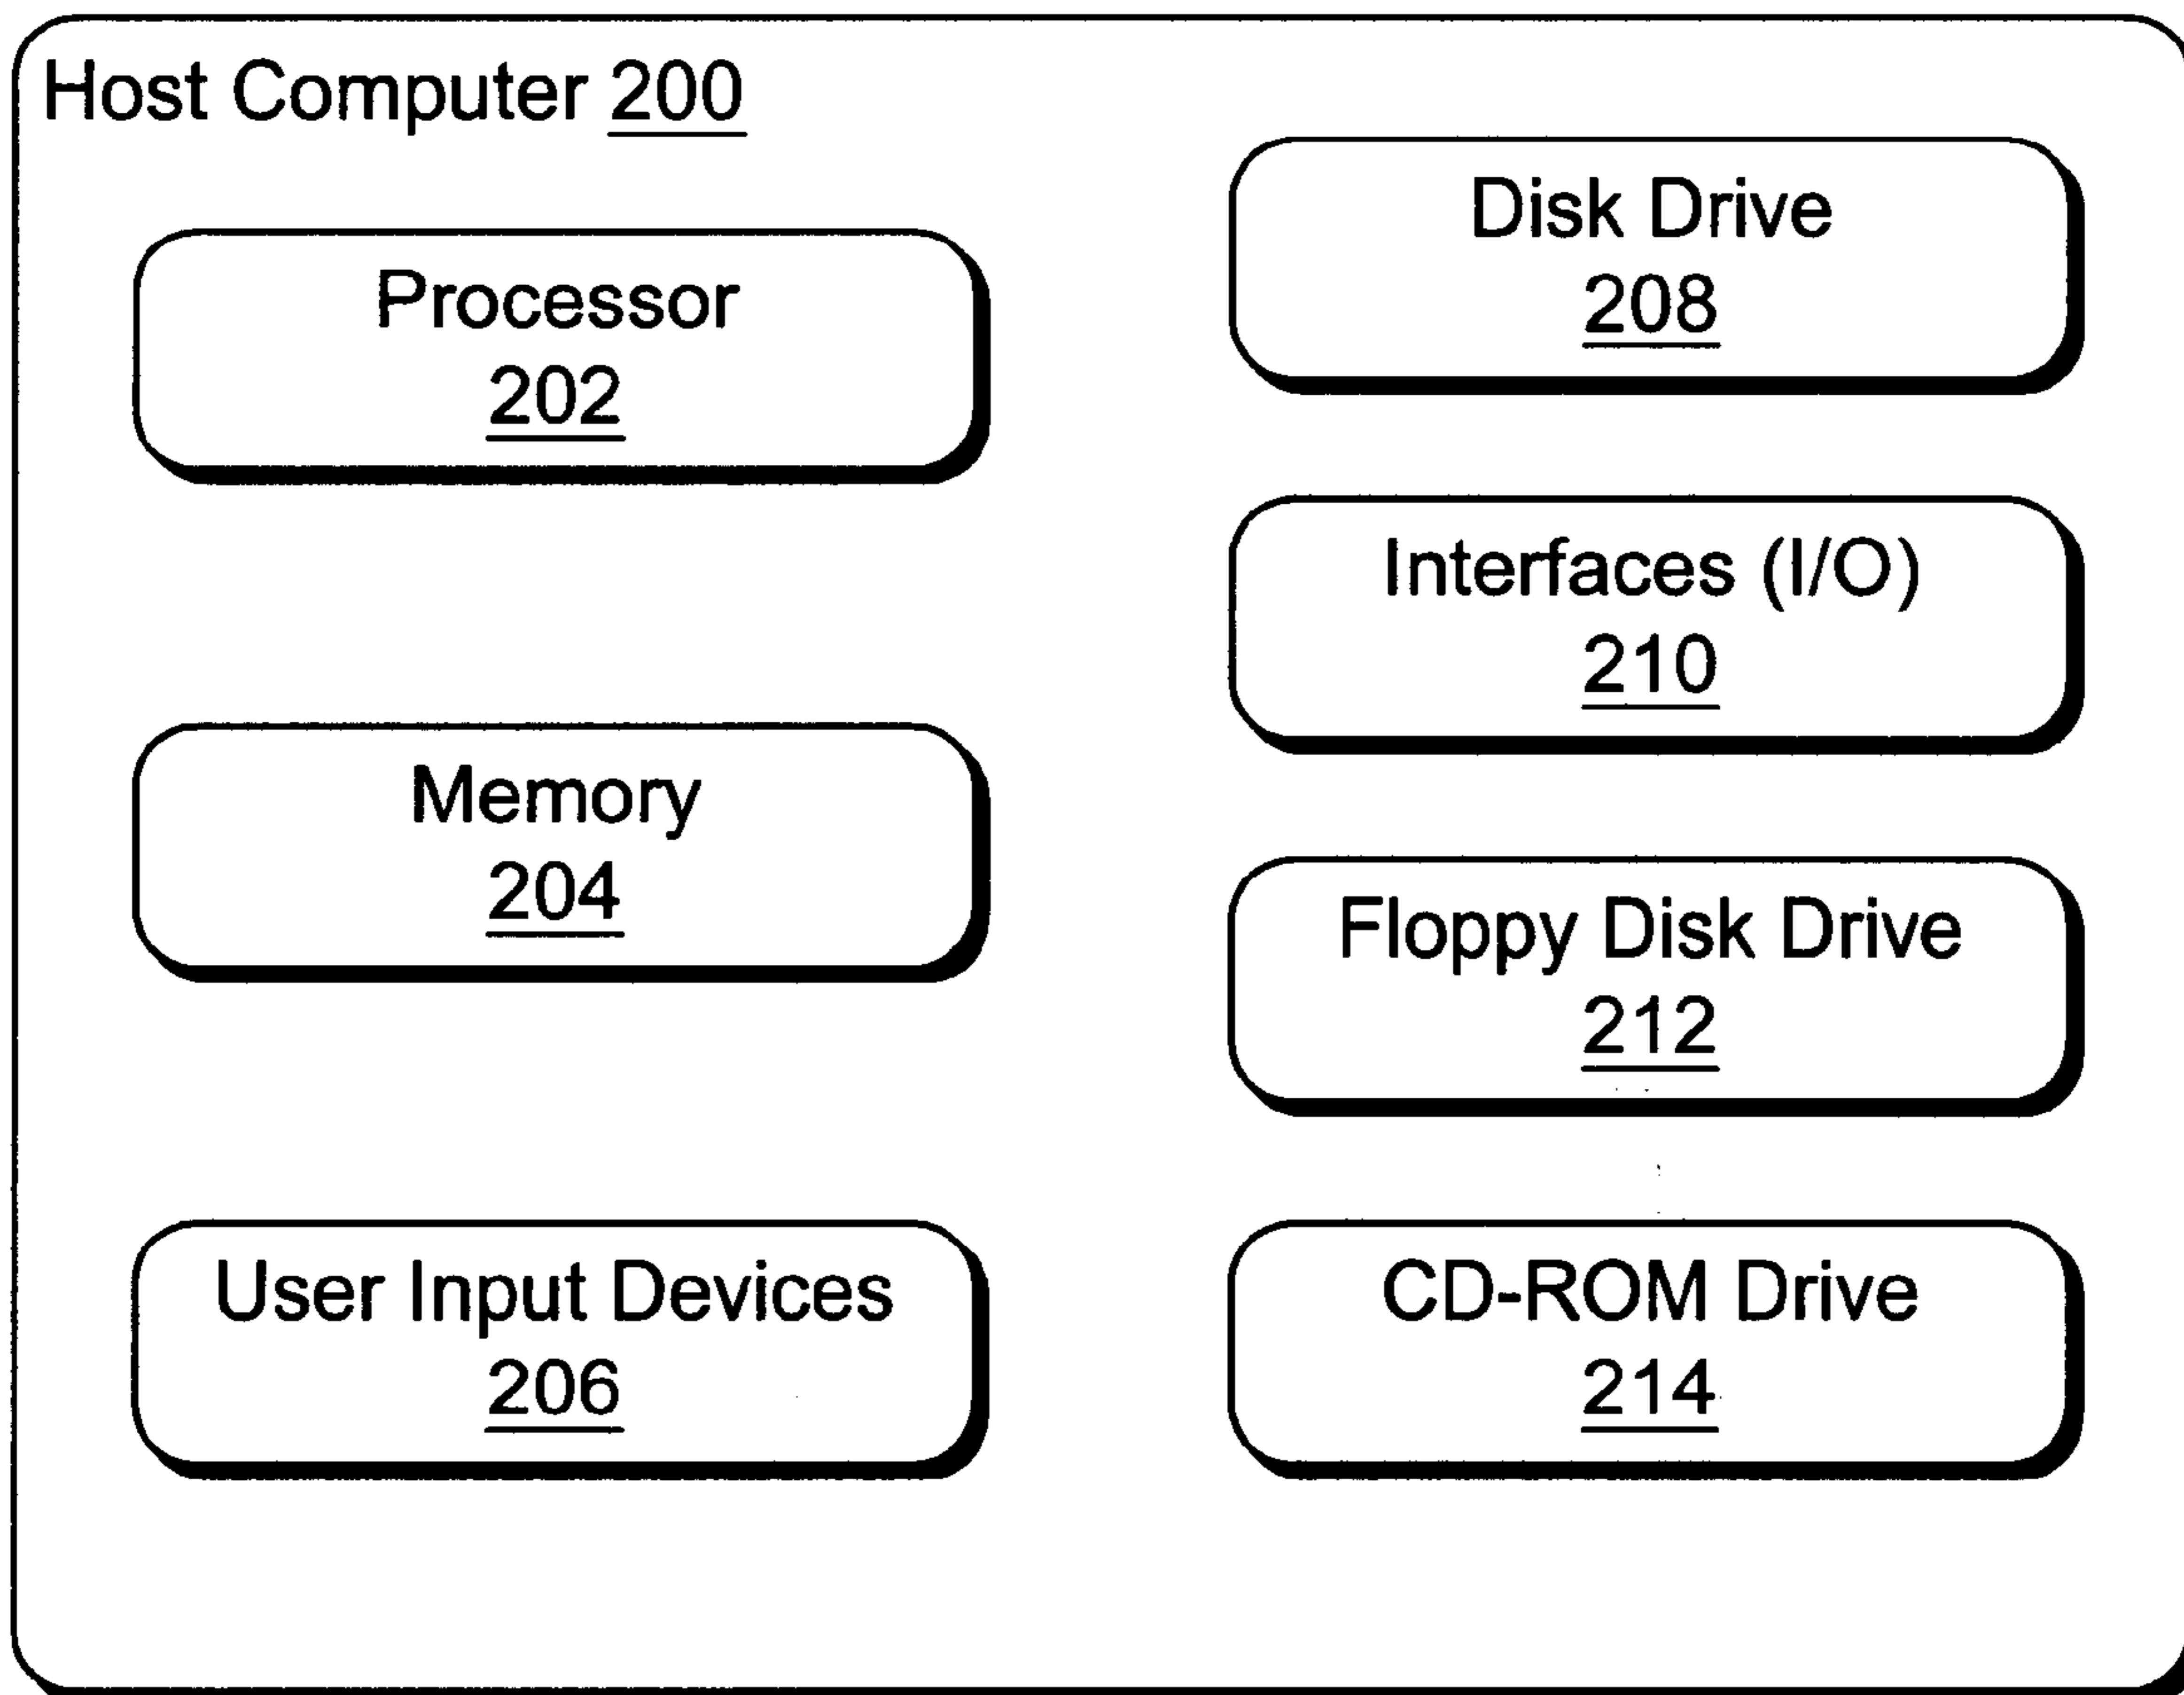 Host Computer 200
Processor
202
Memory
204
User Input Devices
206
Disk Drive
208
Interfaces (I/O)
210
Floppy Disk Drive
212
CD-ROM Drive
214